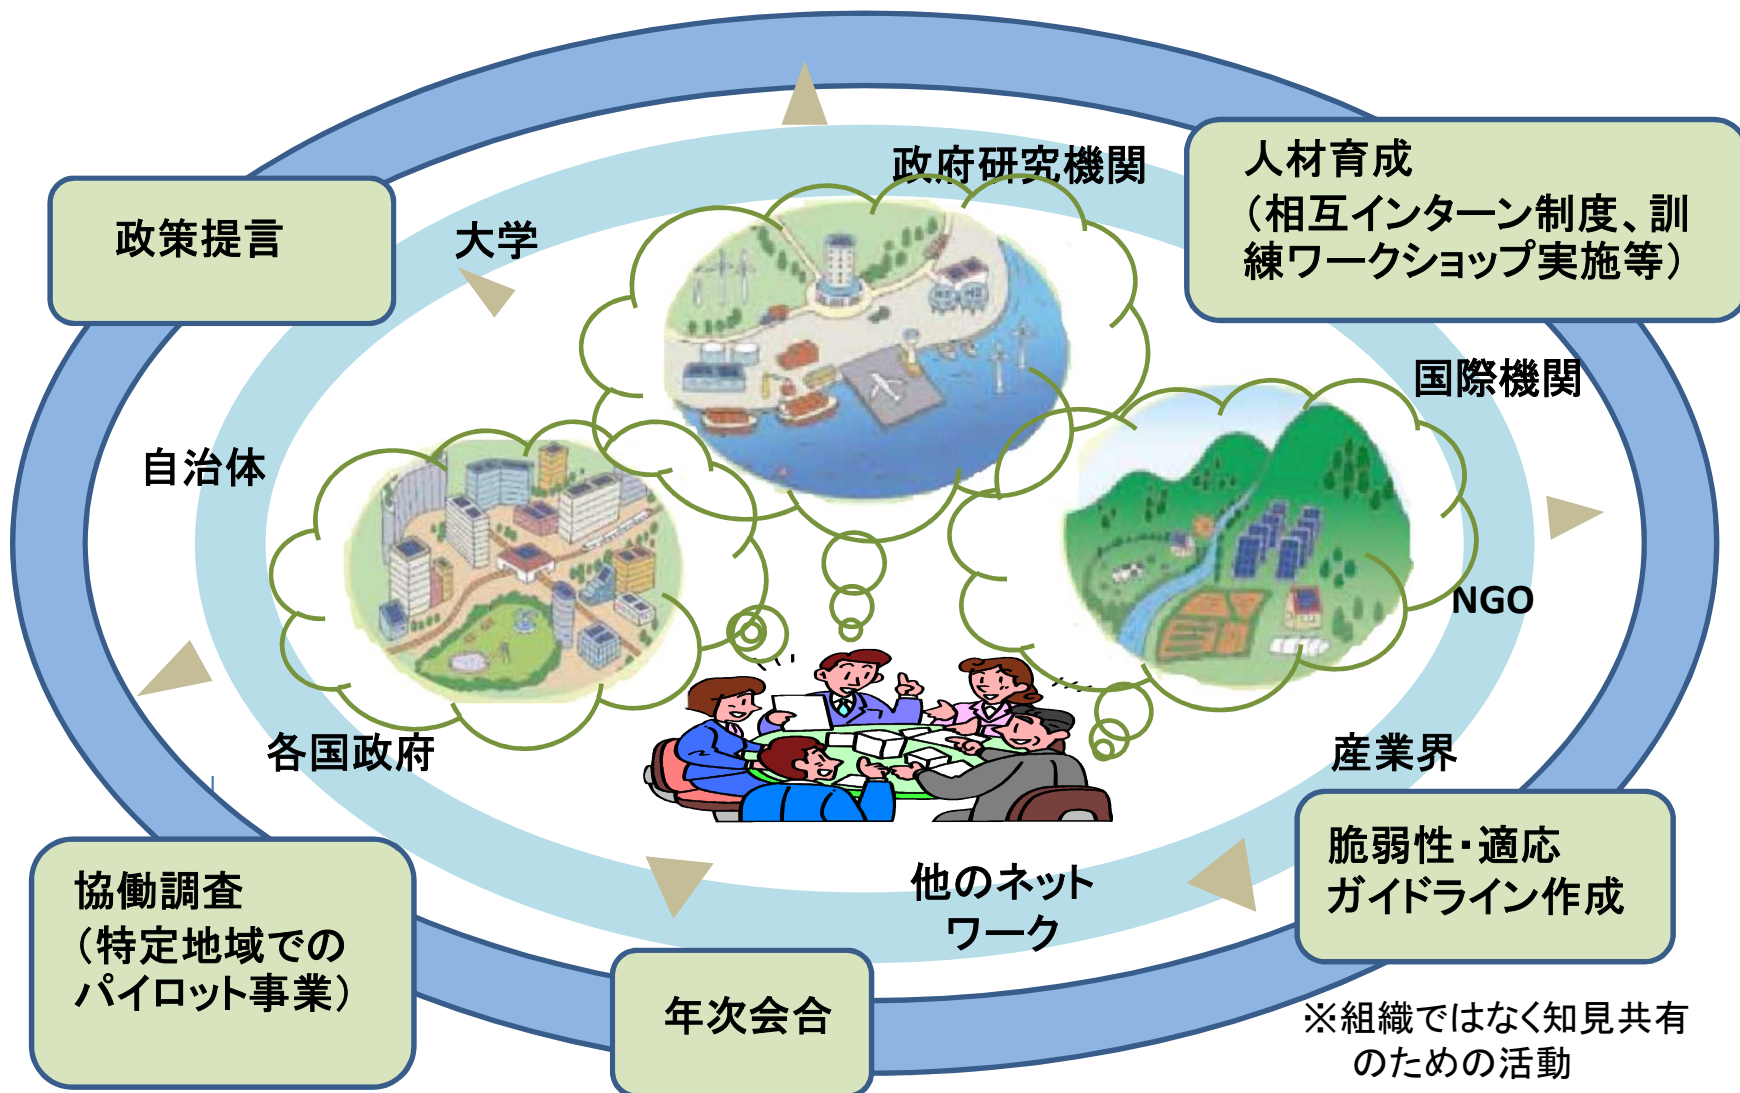 政府研究機関
人材育成
（相互インターン制度、訓
練ワークショップ実施等）
政策提言
大学
国際機関
自治体
NGO
各国政府
産業界
脆弱性・適応
ガイドライン作成
他のネット
ワーク
協働調査
（特定地域での
パイロット事業）
年次会合
※組織ではなく知見共有
のための活動